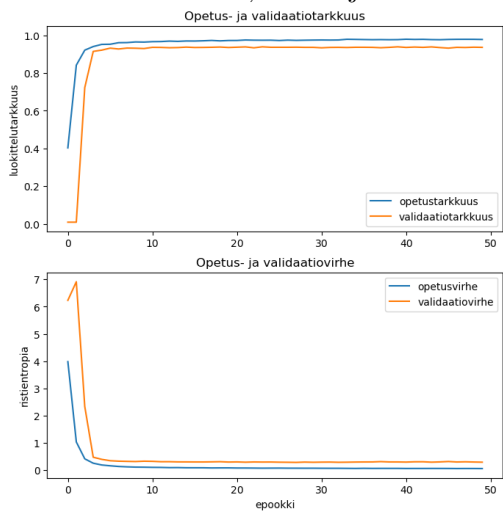 Opetus- ja validaatiotarkkuus
1.0
0.8
0.6
0.4
0.2
0.0
luokittelutarkkuus
opetustarkkuus
validaatiotarkkuus
0 10 20 30 40 50
Opetus- ja validaatiovirhe
7
6
5
4
3
2
1
0
ristientropia
opetusvirhe
validaatiovirhe
0 10 20 30 40 50
epookki